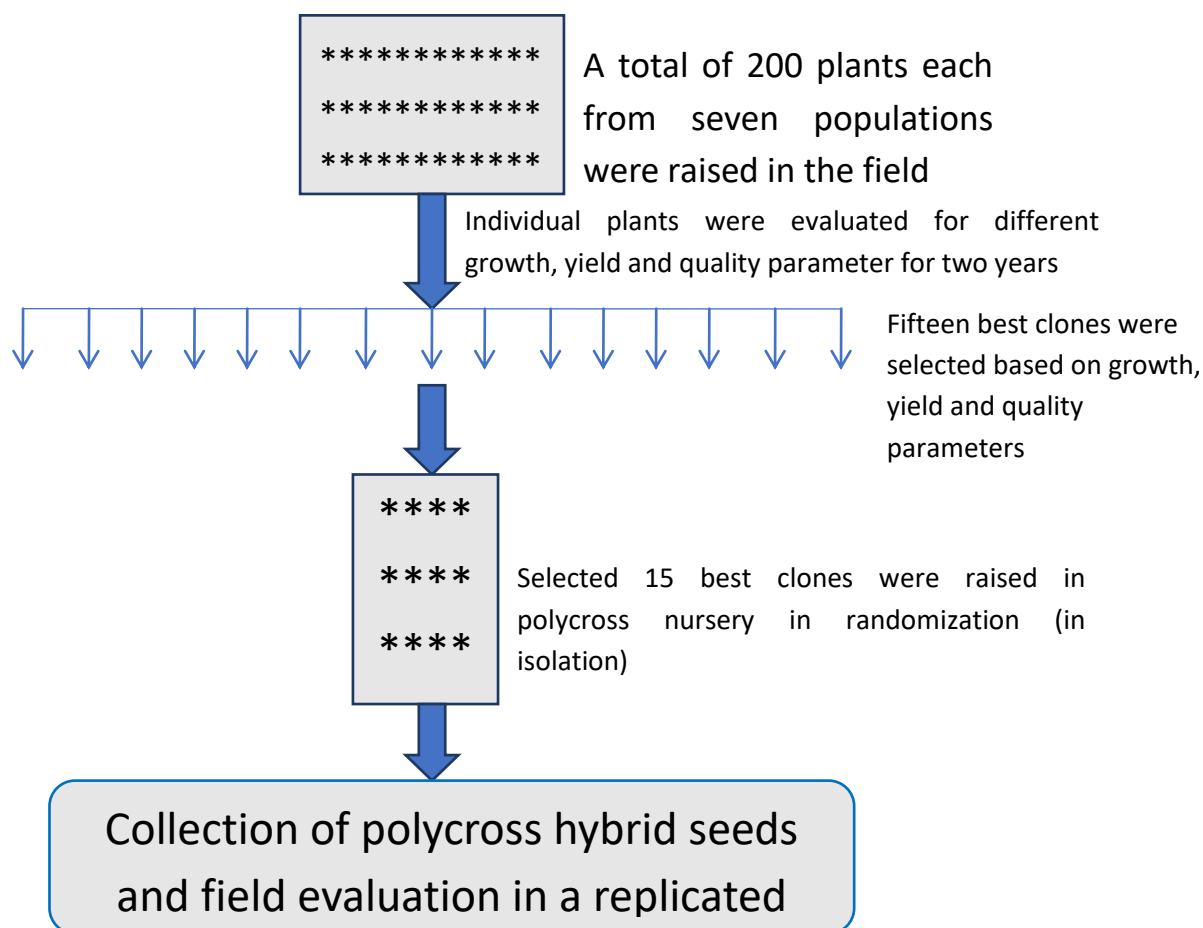 ************
************
************
A total of 200 plants each
from seven populations
were raised in the field
Individual plants were evaluated for different
growth, yield and quality parameter for two years
Fifteen best clones were
selected based on growth,
yield and quality
parameters
****
****
****
Selected 15 best clones were raised in
polycross nursery in randomization (in
isolation)
Collection of polycross hybrid seeds
and field evaluation in a replicated